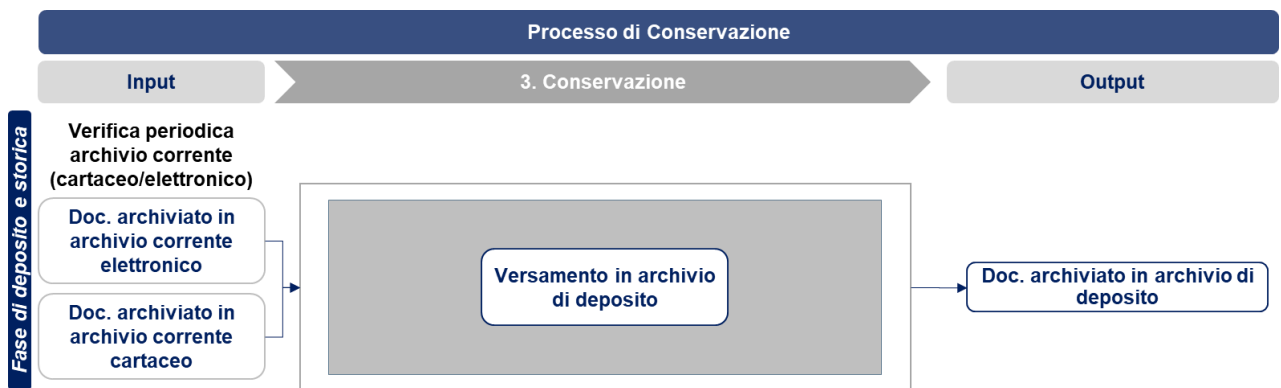 Processo di Conservazione
Input
3. Conservazione
Output
Fase di deposito e storica
Verifica periodica
archivio corrente
(cartaceo/elettronico)
Doc. archiviato in
archivio corrente
elettronico
Doc. archiviato in
archivio corrente
cartaceo
Versamento in archivio
di deposito
Doc. archiviato in archivio di
deposito